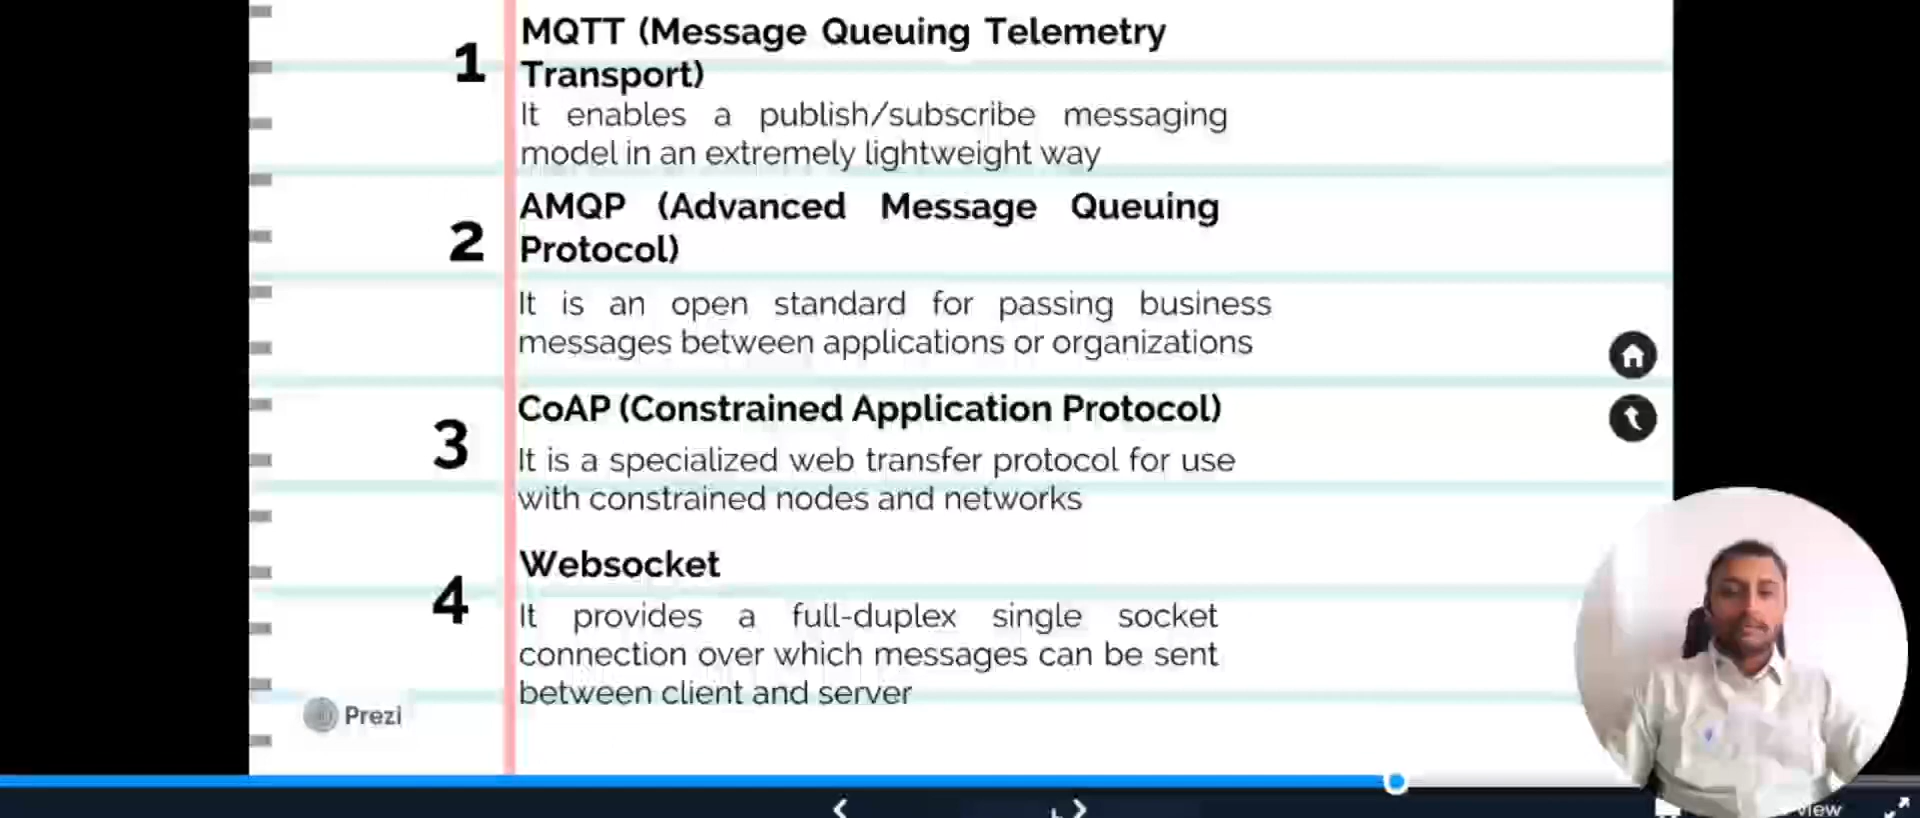 1
MQTT (Message Queuing Telemetry
Transport)
It enables a publish/subscribe messaging
model in an extremely lightweight way
2
AMQP (Advanced Message Queuing
Protocol)
It is an open standard for passing business
messages between applications or organizations
3
CoAP (Constrained Application Protocol)
It is a specialized web transfer protocol for use
with constrained nodes and networks
4
Websocket
It provides a full-duplex single socket
connection over which messages can be sent
between client and server
Prezi
view